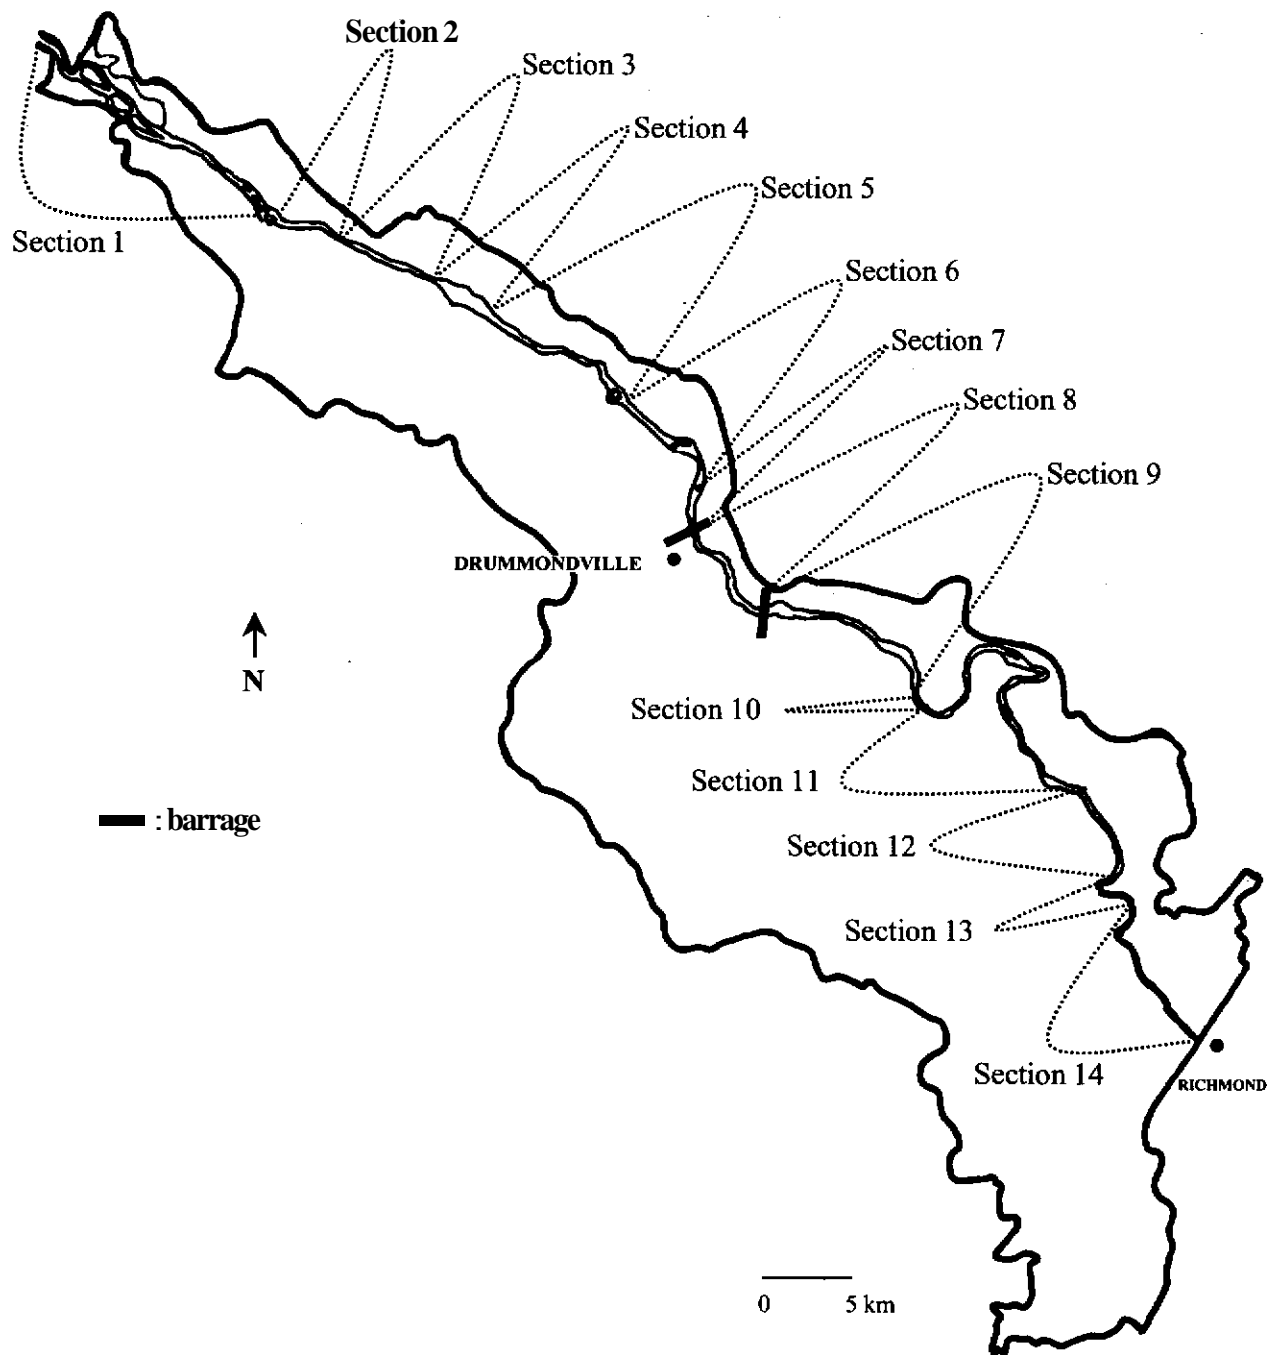 Section 2
Section 3
Section 4
Section 5
Section 1
Section 6
Section 7
Section 8
Section 9
DRUMMONDVILLE
N
Section 10
Section 11
: barrage
Section 12
Section 13
Section 14
RICHMOND
0 5 km